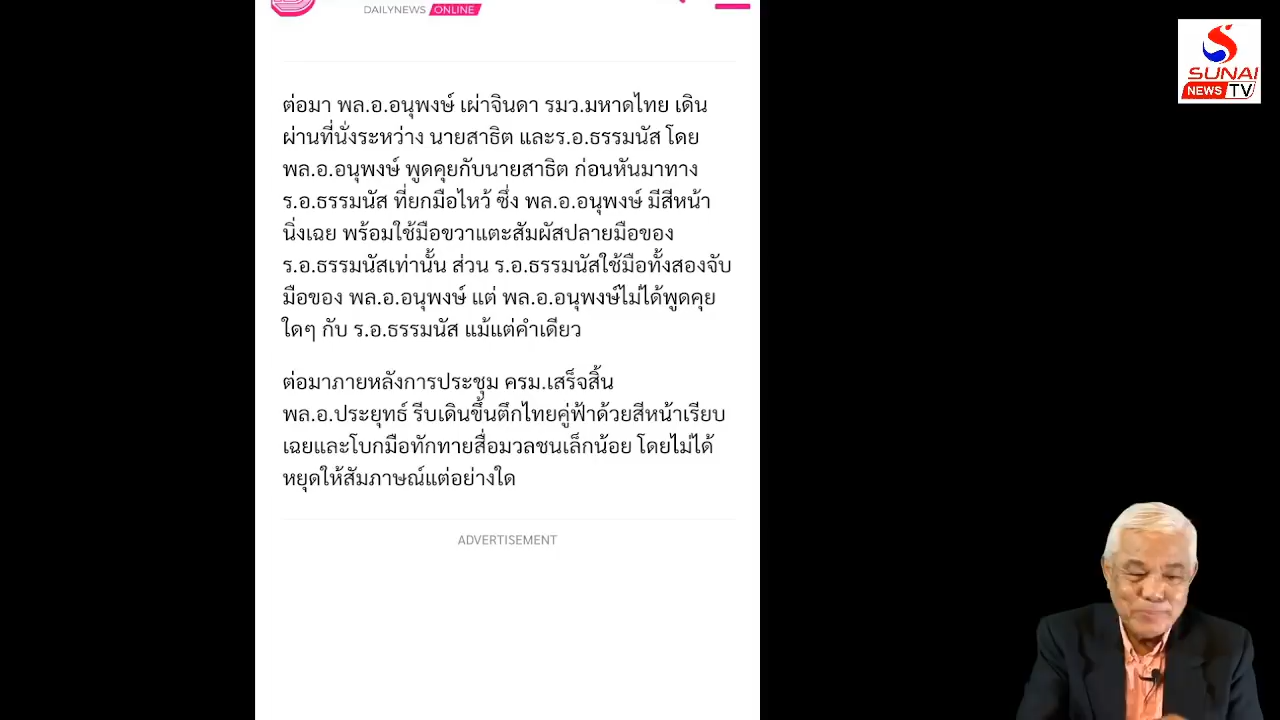 DAILYNEWS ONLINE
SUNAI
NEWS TV
ต่อมา พล.อ.อนุพงษ์ เผ่าจินดา รมว.มหาดไทย เดิน
ผ่านที่นั่งระหว่าง นายสาธิต และร.อ.ธรรมนัส โดย
พล.อ.อนุพงษ์ พูดคุยกับนายสาธิต ก่อนหันมาทาง
ร.อ.ธรรมนัส ที่ยกมือไหว้ ซึ่ง พล.อ.อนุพงษ์ มีสีหน้า
นิ่งเฉย พร้อมใช้มือขวาแตะสัมผัสปลายมือของ
ร.อ.ธรรมนัสเท่านั้น ส่วน ร.อ.ธรรมนัสใช้มือทั้งสองจับ
มือของ พล.อ.อนุพงษ์ แต่ พล.อ.อนุพงษ์ไม่ได้พูดคุย
ใดๆ กับ ร.อ.ธรรมนัส แม้แต่คำเดียว
ต่อมาภายหลังการประชุม ครม.เสร็จสิ้น
พล.อ.ประยุทธ์ รีบเดินขึ้นตึกไทยคู่ฟ้าด้วยสีหน้าเรียบ
เฉยและโบกมือทักทายสื่อมวลชนเล็กน้อย โดยไม่ได้
หยุดให้สัมภาษณ์แต่อย่างใด
ADVERTISEMENT